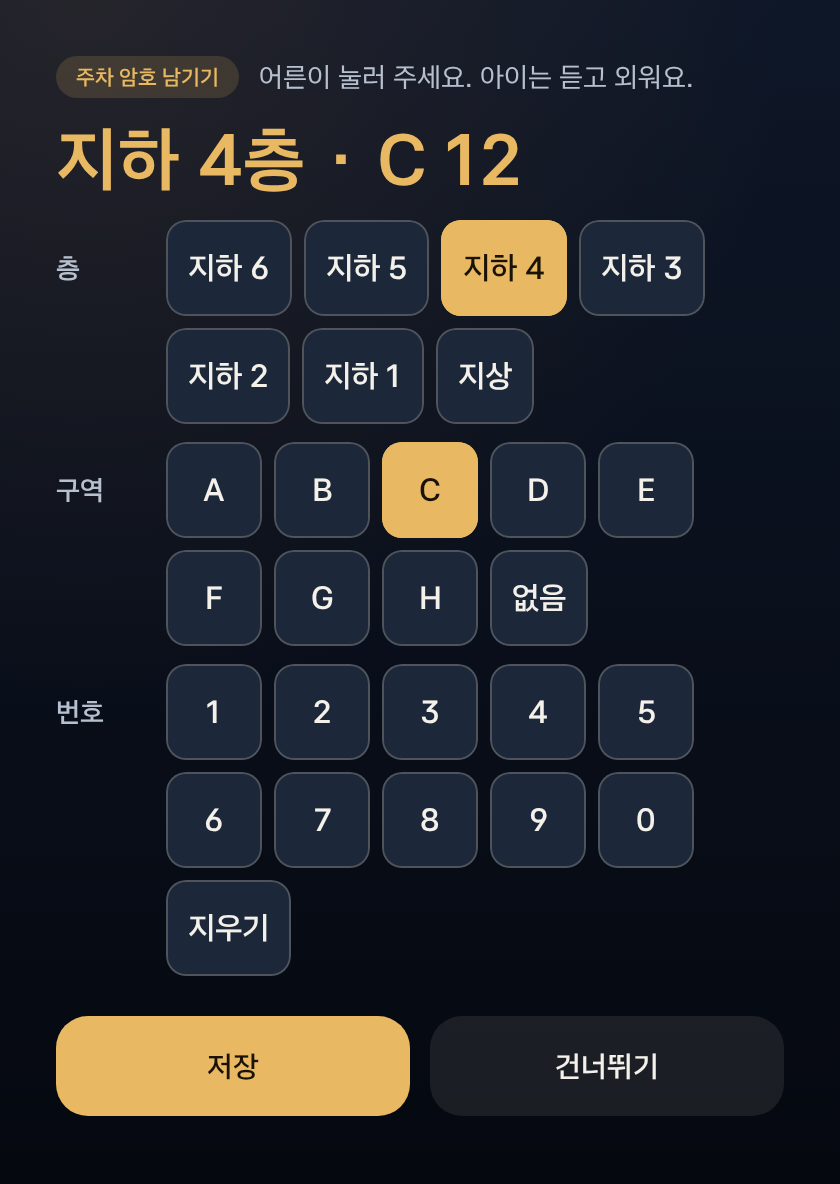 주차 암호 남기기 어른이 눌러 주세요. 아이는 듣고 외워요.
지하 4층 · C 12
층 지하 6 지하 5 지하 4 지하 3
지하 2 지하 1 지상
구역 A B C D E
F G H 없음
번호 1 2 3 4 5
6 7 8 9 0
지우기
저장 건너뛰기